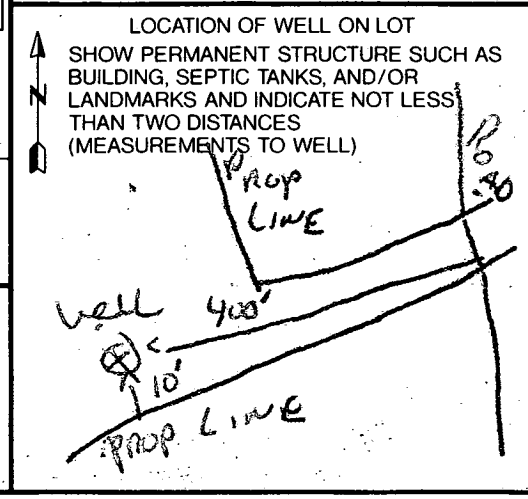 LOCATION OF WELL ON LOT
SHOW PERMANENT STRUCTURE SUCH AS
BUILDING, SEPTIC TANKS, AND/OR
LANDMARKS AND INDICATE NOT LESS
THAN TWO DISTANCES
(MEASUREMENTS TO WELL)
N
PROP
LINE
Well
400'
10'
PROP LINE